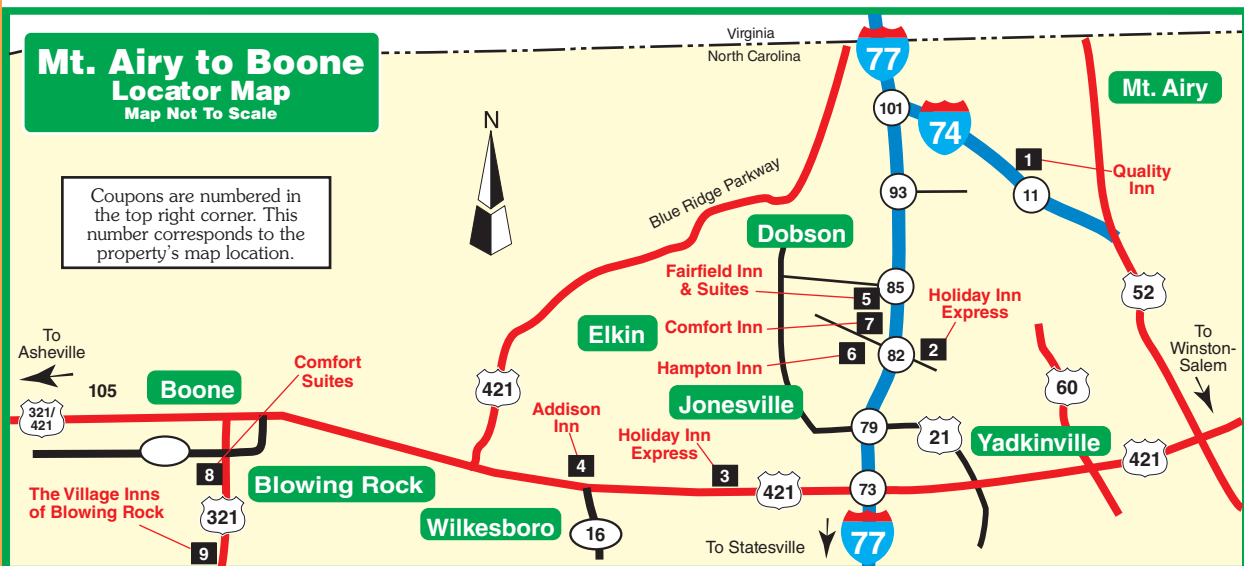 Mt. Airy to Boone
Locator Map
Map Not To Scale
Virginia
North Carolina
77
101
74
Mt. Airy
N
Coupons are numbered in
the top right corner. This
number corresponds to the
property's map location.
Blue Ridge Parkway
93
1
Quality
Inn
11
Dobson
Fairfield Inn
& Suites
5
85
Holiday Inn
Express
52
Elkin
Comfort Inn
7
Hampton Inn
6
82
2
To
Winston-
Salem
To
Asheville
105
Boone
Comfort
Suites
421
60
321/
421
Addison
Inn
Jonesville
79
21
Yadkinville
Holiday Inn
Express
4
3
421
73
421
8
Blowing Rock
The Village Inns
of Blowing Rock
321
9
Wilkesboro
16
To Statesville
77